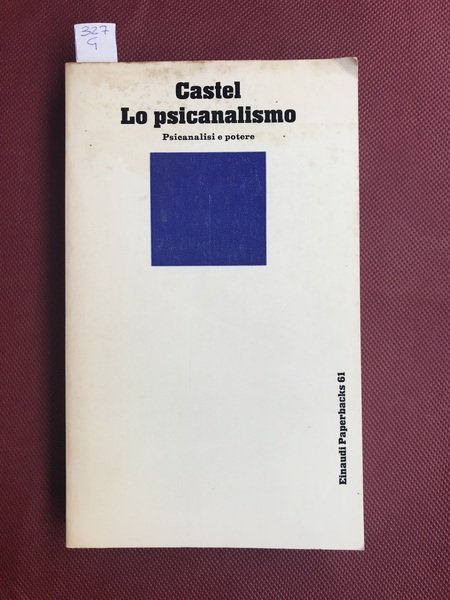 327
G
Castel
Lo psicanalismo
Psicanalisi e potere
Einaudi Paperbacks 61